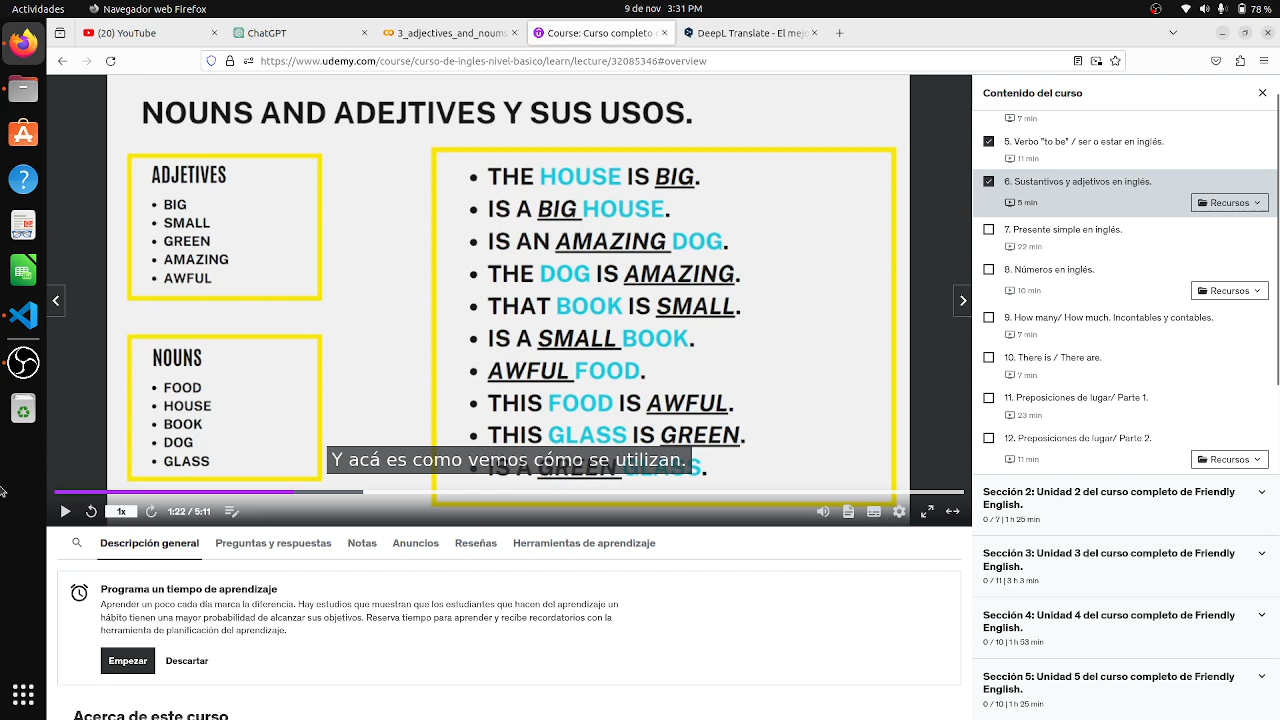 Actividades
Navegador web Firefox
9 de nov 3:31 PM
78 %
(20) YouTube
ChatGPT
3_adjectives_and_nouns
Course: Curso completo
DeepL Translate - El mejo
https://www.udemy.com/course/curso-de-ingles-nivel-basico/learn/lecture/32085346#overview
NOUNS AND ADEJTIVES Y SUS USOS.
ADJETIVES
• BIG
• SMALL
• GREEN
• AMAZING
• AWFUL
NOUNS
• FOOD
• HOUSE
• BOOK
• DOG
• GLASS
• THE HOUSE IS BIG.
• IS A BIG HOUSE.
• IS AN AMAZING DOG.
• THE DOG IS AMAZING.
• THAT BOOK IS SMALL.
• IS A SMALL BOOK.
• AWFUL FOOD.
• THIS FOOD IS AWFUL.
• THIS GLASS IS GREEN.
• IS A GREEN GLASS.
Y acá es como vemos cómo se utilizan.
1x
1:22 / 5:11
Contenido del curso
7 min
5. Verbo "to be" / ser o estar en inglés.
11 min
6. Sustantivos y adjetivos en inglés.
5 min
Recursos
7. Presente simple en inglés.
22 min
8. Números en inglés.
10 min
Recursos
9. How many/ How much. Incontables y contables.
7 min
10. There is / There are.
7 min
11. Preposiciones de lugar/ Parte 1.
23 min
12. Preposiciones de lugar/ Parte 2.
11 min
Recursos
Sección 2: Unidad 2 del curso completo de Friendly
English.
0 / 7 | 1 h 25 min
Sección 3: Unidad 3 del curso completo de Friendly
English.
0 / 11 | 3 h 3 min
Sección 4: Unidad 4 del curso completo de Friendly
English.
0 / 10 | 1 h 53 min
Sección 5: Unidad 5 del curso completo de Friendly
English.
0 / 10 | 1 h 25 min
Descripción general
Preguntas y respuestas
Notas
Anuncios
Reseñas
Herramientas de aprendizaje
Programa un tiempo de aprendizaje
Aprender un poco cada día marca la diferencia. Hay estudios que muestran que los estudiantes que hacen del aprendizaje un
hábito tienen una mayor probabilidad de alcanzar sus objetivos. Reserva tiempo para aprender y recibe recordatorios con la
herramienta de planificación del aprendizaje.
Empezar
Descartar
Acerca de este curso